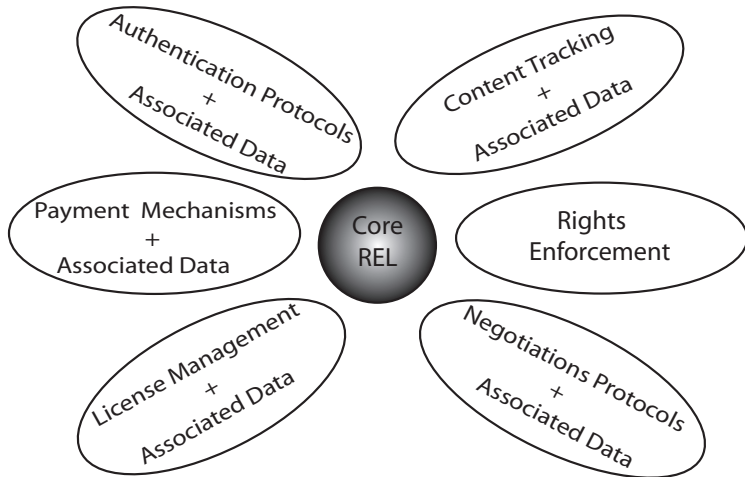 Authentication Protocols
+
Associated Data
Content Tracking
+
Associated Data
Payment Mechanisms
+
Associated Data
Core
REL
Rights
Enforcement
License Management
+
Associated Data
Negotiations Protocols
+
Associated Data